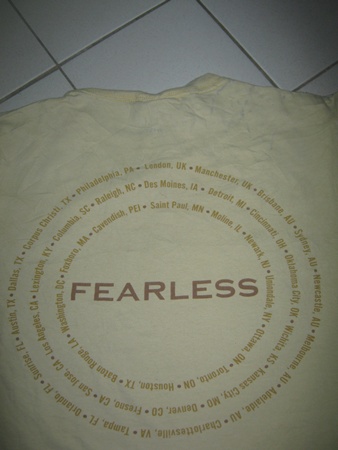 Austin, TX • Dallas, TX • Corpus Christi, TX • Philadelphia, PA • London, UK • Manchester, UK • Brisbane, AU • Sydney, AU • Newcastle, AU • Melbourne, AU • Adelaide, AU • Charlottesville, VA • Tampa, FL • Orlando, FL • Sunrise, FL •
Los Angeles, CA • Lexington, KY • Columbia, SC • Raleigh, NC • Des Moines, IA • Detroit, MI • Cincinnati, OH • Oklahoma City, OK • Wichita, KS • Kansas City, MO • Denver, CO • Fresno, CA • San Jose, CA •
Washington, DC • Foxboro, MA • Cavendish, PEI • Saint Paul, MN • Moline, IL • Newark, NJ • Uniondale, NY • Ottawa, ON • Toronto, ON • Houston, TX • Baton Rouge, LA •
FEARLESS